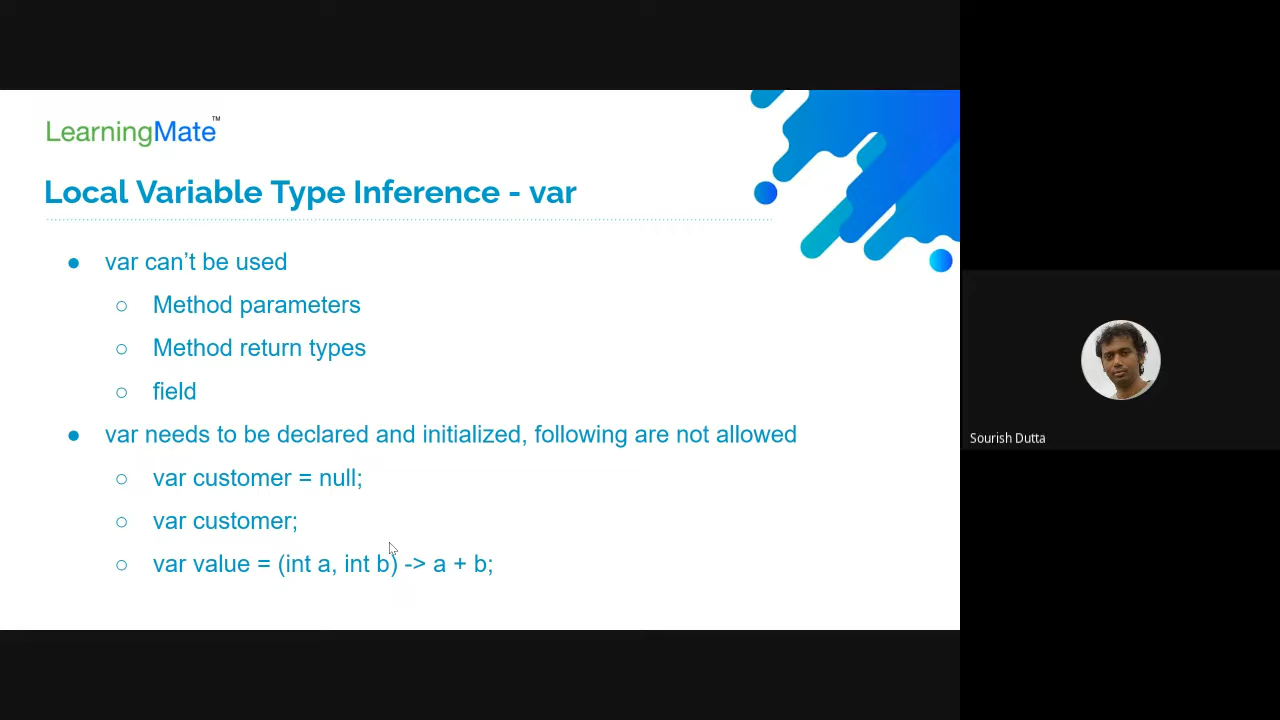 LearningMate™
Local Variable Type Inference - var
● var can’t be used
○ Method parameters
○ Method return types
○ field
● var needs to be declared and initialized, following are not allowed
○ var customer = null;
○ var customer;
○ var value = (int a, int b) -> a + b;
Sourish Dutta